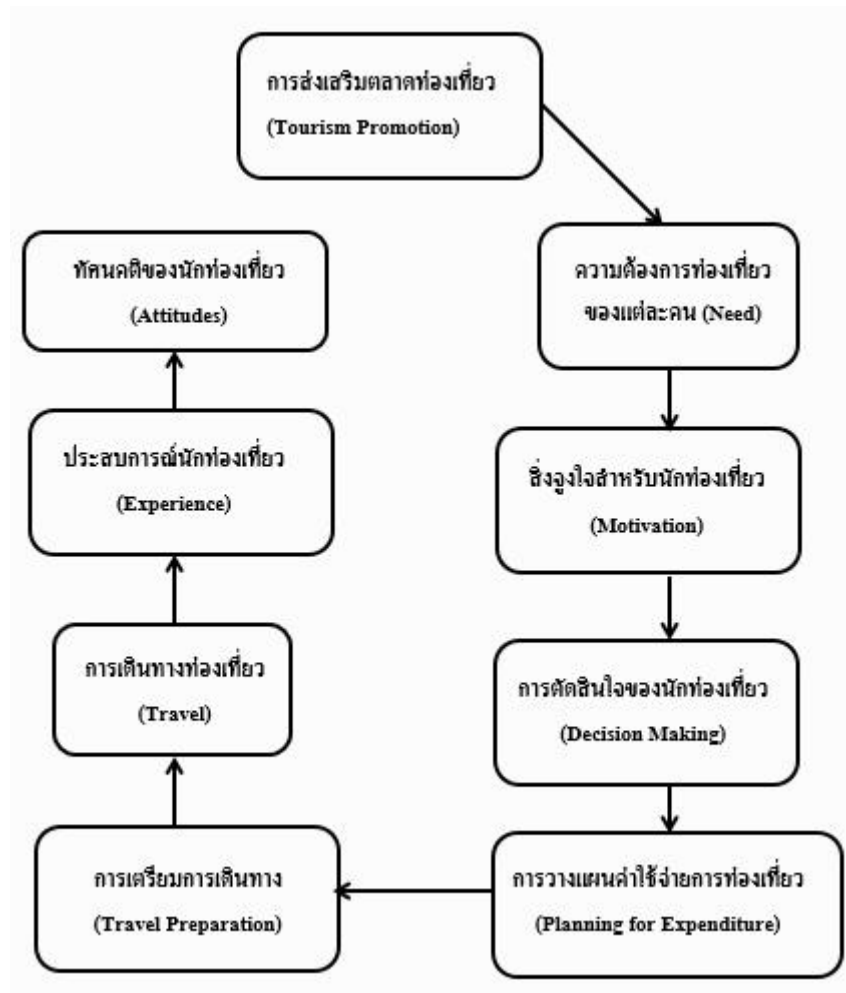 การส่งเสริมตลาดท่องเที่ยว
(Tourism Promotion)
ความต้องการท่องเที่ยว
ของแต่ละคน (Need)
สิ่งจูงใจสำหรับนักท่องเที่ยว
(Motivation)
การตัดสินใจของนักท่องเที่ยว
(Decision Making)
การวางแผนค่าใช้จ่ายการท่องเที่ยว
(Planning for Expenditure)
การเตรียมการเดินทาง
(Travel Preparation)
การเดินทางท่องเที่ยว
(Travel)
ประสบการณ์นักท่องเที่ยว
(Experience)
ทัศนคติของนักท่องเที่ยว
(Attitudes)